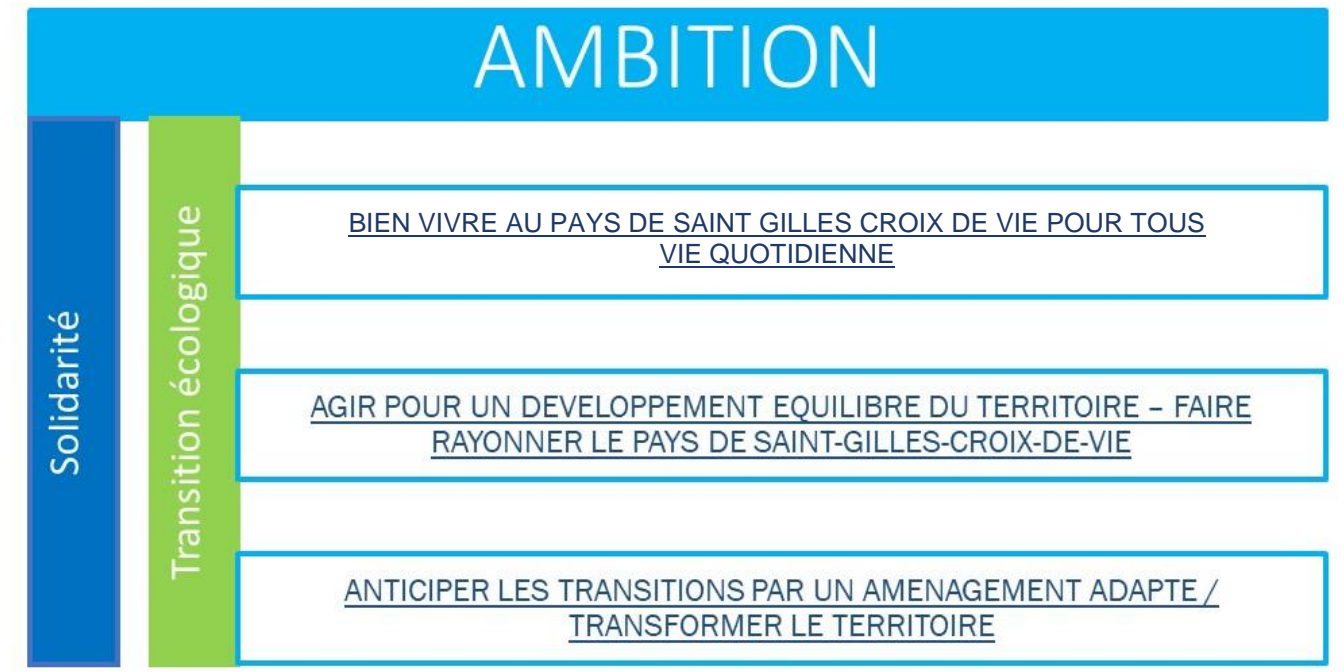 AMBITION
Solidarité
Transition écologique
BIEN VIVRE AU PAYS DE SAINT GILLES CROIX DE VIE POUR TOUS
VIE QUOTIDIENNE
AGIR POUR UN DEVELOPPEMENT EQUILIBRE DU TERRITOIRE – FAIRE
RAYONNER LE PAYS DE SAINT-GILLES-CROIX-DE-VIE
ANTICIPER LES TRANSITIONS PAR UN AMENAGEMENT ADAPTE /
TRANSFORMER LE TERRITOIRE